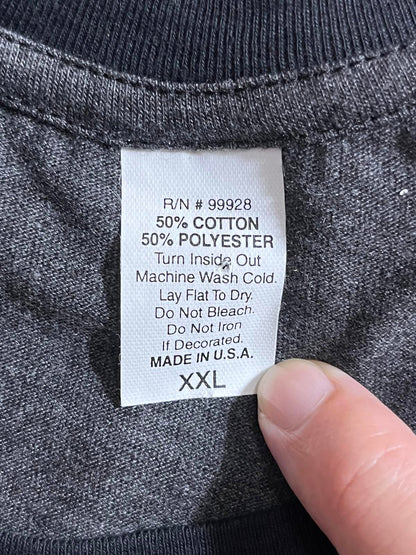 R/N # 99928
50% COTTON
50% POLYESTER
Turn Inside Out
Machine Wash Cold.
Lay Flat To Dry.
Do Not Bleach.
Do Not Iron
If Decorated.
MADE IN U.S.A.
XXL